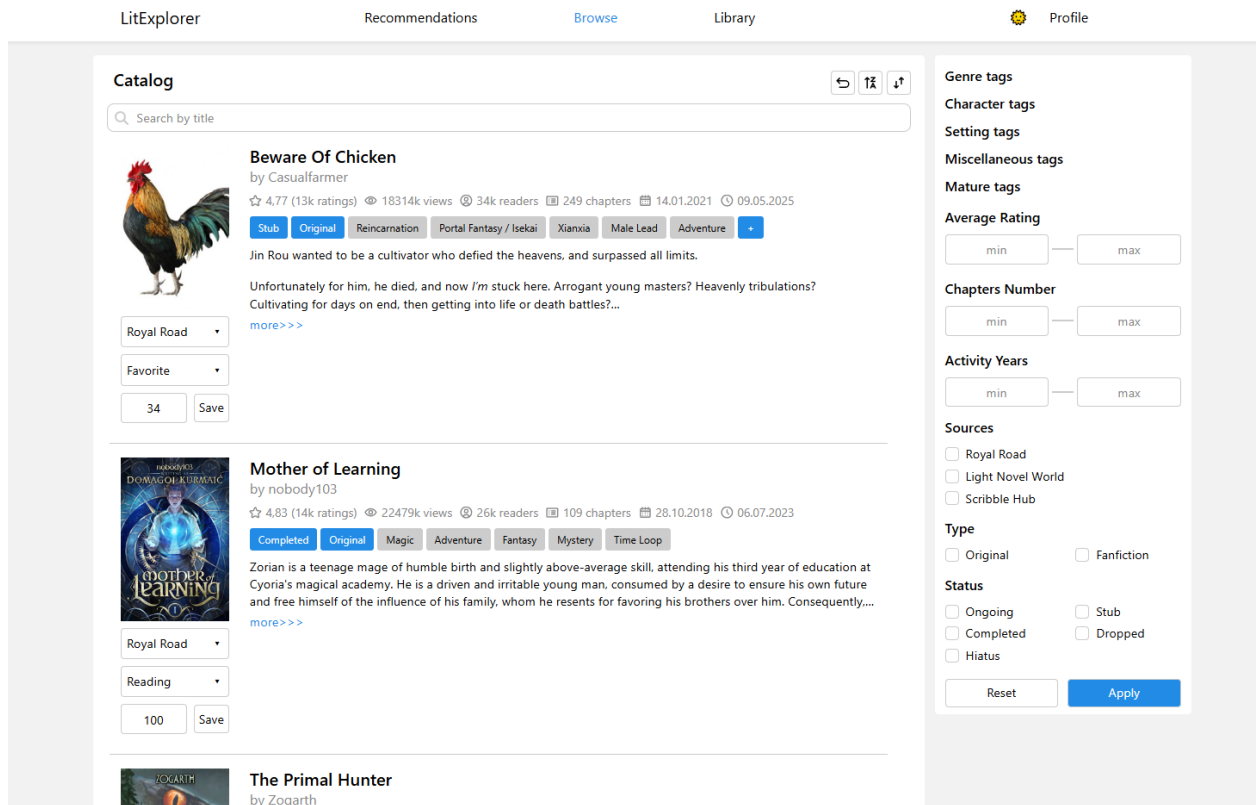 LitExplorer Recommendations Browse Library Profile
Catalog
Search by title
Beware Of Chicken
by Casualfarmer
4,77 (13k ratings) 18314k views 34k readers 249 chapters 14.01.2021 09.05.2025
Stub Original Reincarnation Portal Fantasy / Isekai Xianxia Male Lead Adventure +
Jin Rou wanted to be a cultivator who defied the heavens, and surpassed all limits.
Unfortunately for him, he died, and now I'm stuck here. Arrogant young masters? Heavenly tribulations?
Cultivating for days on end, then getting into life or death battles?...
more>>>
Royal Road
Favorite
34 Save
nobody103
DOMAGOJ KURMAIĆ
MOTHER of
LEARNING
I
Mother of Learning
by nobody103
4,83 (14k ratings) 22479k views 26k readers 109 chapters 28.10.2018 06.07.2023
Completed Original Magic Adventure Fantasy Mystery Time Loop
Zorian is a teenage mage of humble birth and slightly above-average skill, attending his third year of education at
Cyoria's magical academy. He is a driven and irritable young man, consumed by a desire to ensure his own future
and free himself of the influence of his family, whom he resents for favoring his brothers over him. Consequently,...
more>>>
Royal Road
Reading
100 Save
ZOGARTH
The Primal Hunter
by Zogarth
Genre tags
Character tags
Setting tags
Miscellaneous tags
Mature tags
Average Rating
min max
Chapters Number
min max
Activity Years
min max
Sources
Royal Road
Light Novel World
Scribble Hub
Type
Original Fanfiction
Status
Ongoing Stub
Completed Dropped
Hiatus
Reset Apply